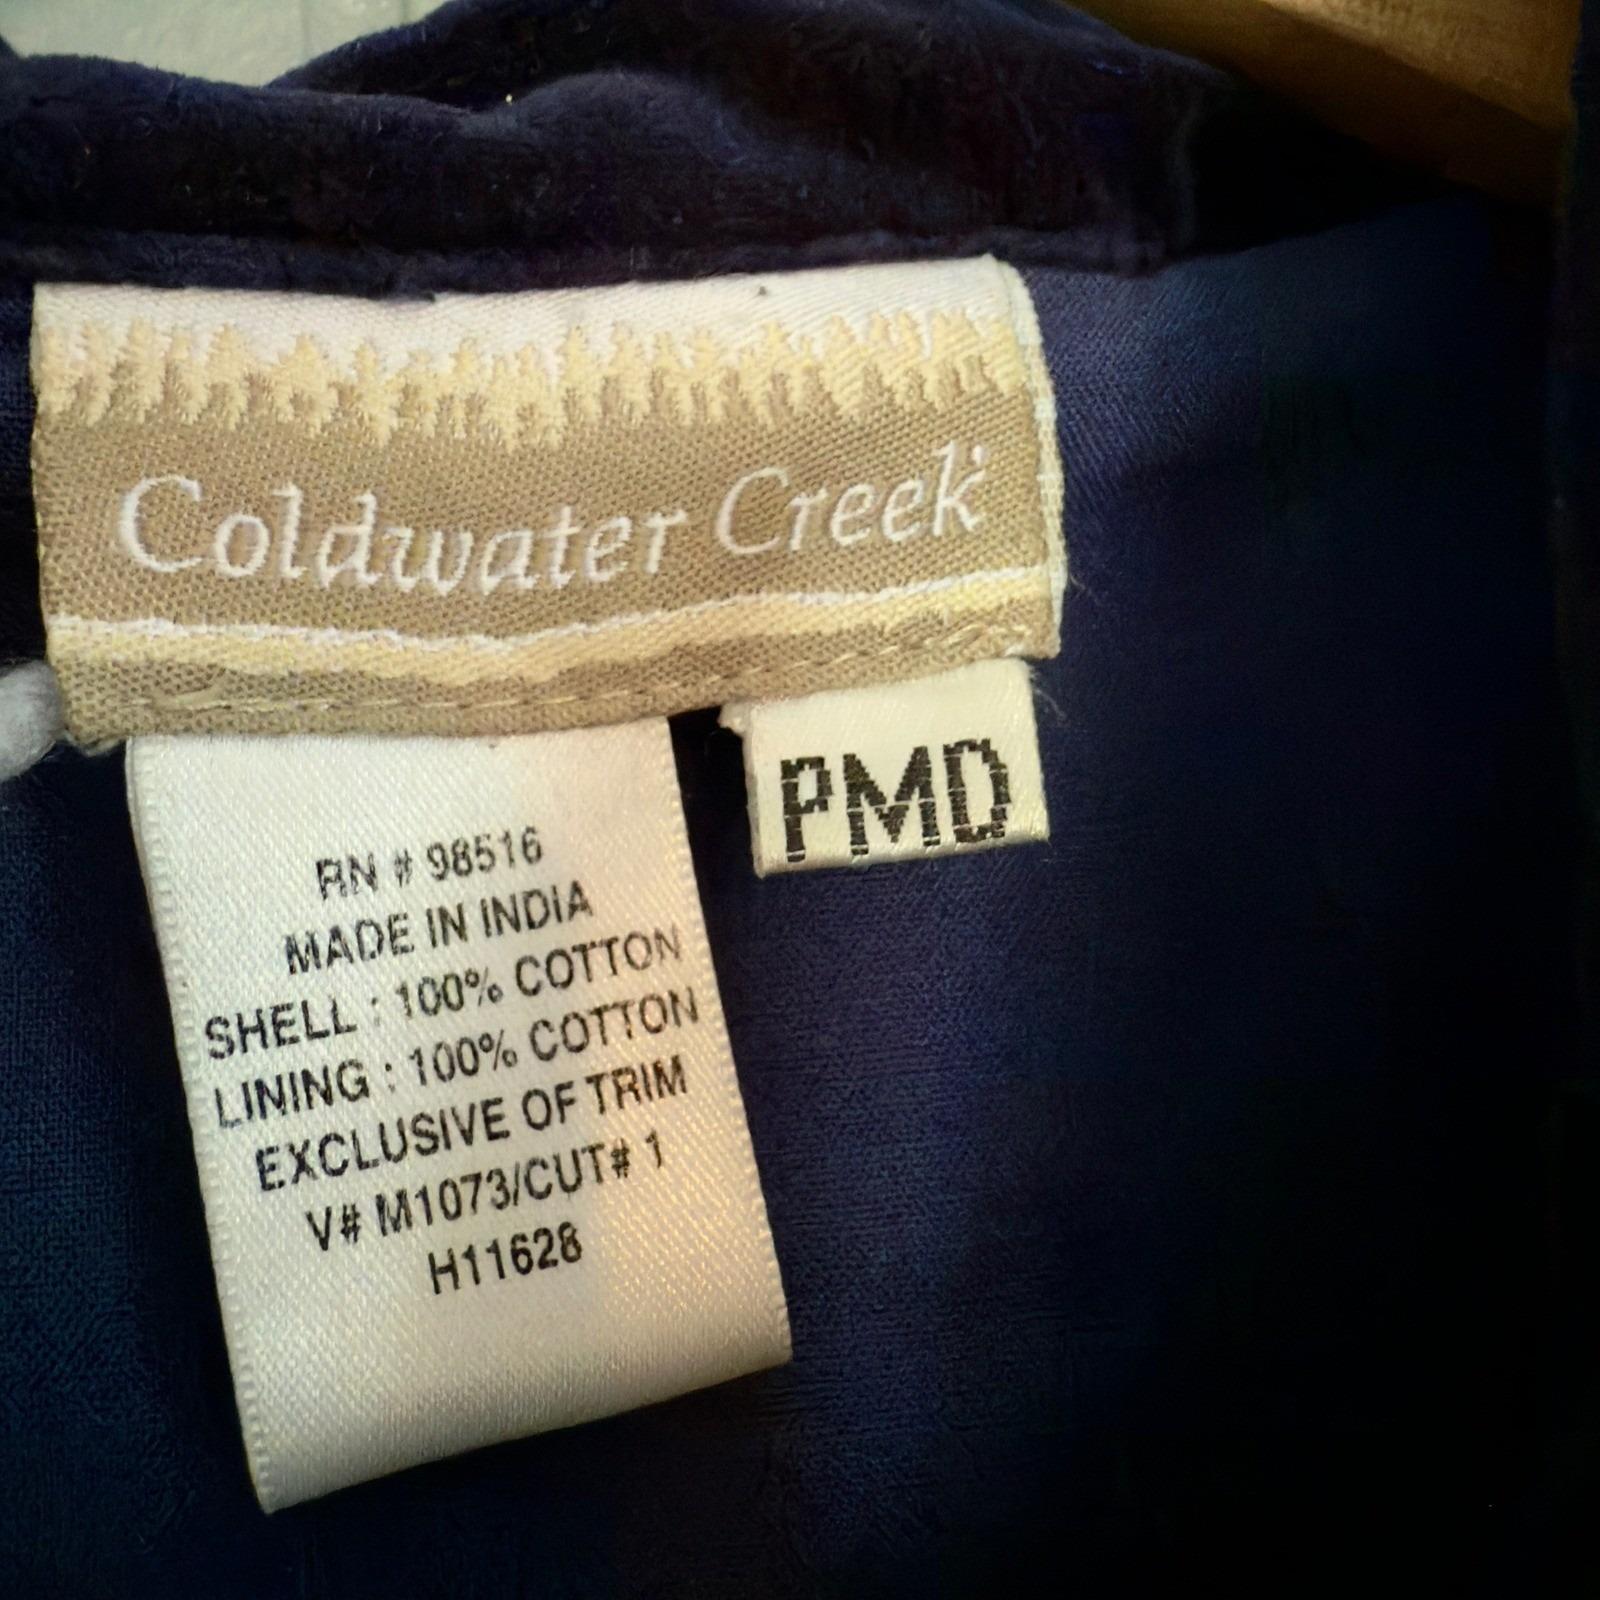 Coldwater Creek
PMD
RN # 98516
MADE IN INDIA
SHELL : 100% COTTON
LINING : 100% COTTON
EXCLUSIVE OF TRIM
V# M1073/CUT# 1
H11628